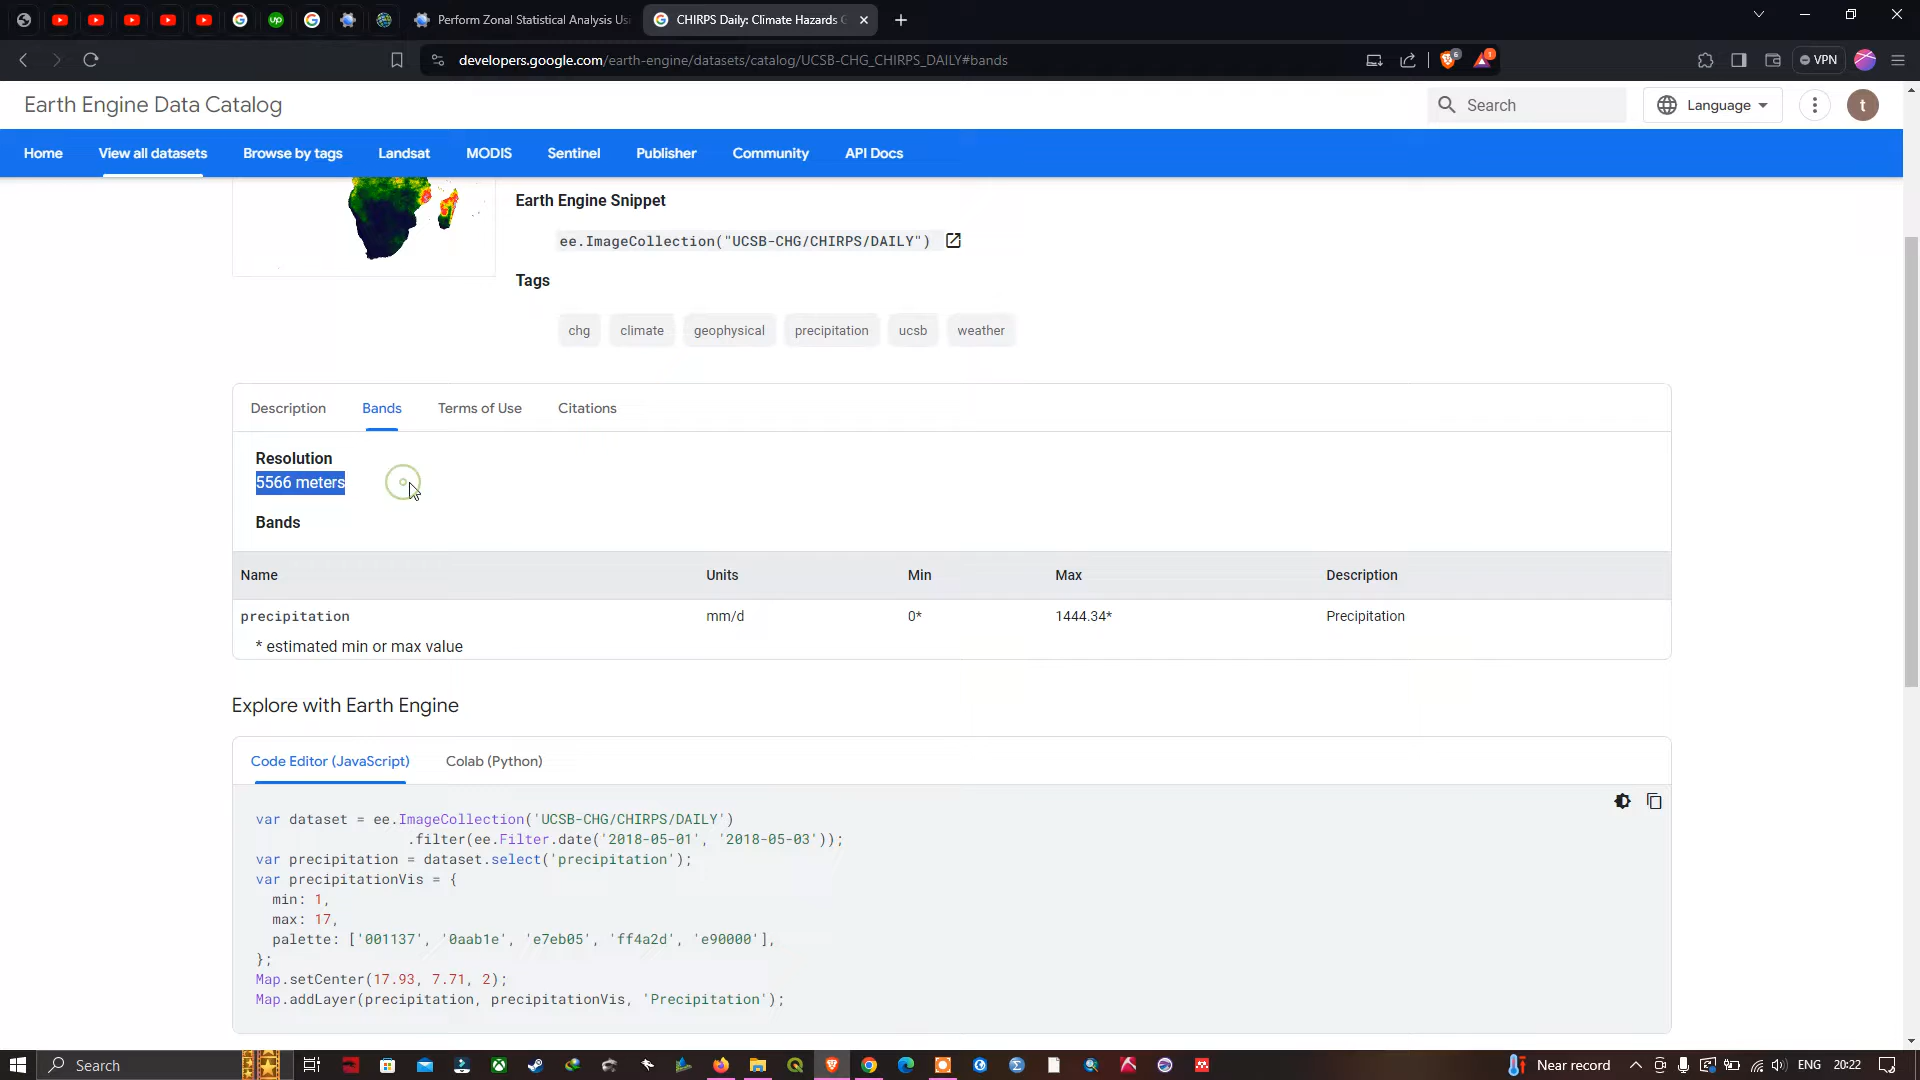 Perform Zonal Statistical Analysis Us
CHIRPS Daily: Climate Hazards C
developers.google.com/earth-engine/datasets/catalog/UCSB-CHG_CHIRPS_DAILY#bands
6
1
VPN
Earth Engine Data Catalog
Search
Language
t
Home
View all datasets
Browse by tags
Landsat
MODIS
Sentinel
Publisher
Community
API Docs
Earth Engine Snippet
ee.ImageCollection("UCSB-CHG/CHIRPS/DAILY")
Tags
chg
climate
geophysical
precipitation
ucsb
weather
Description
Bands
Terms of Use
Citations
Resolution
5566 meters
Bands
Name Units Min Max Description
precipitation mm/d 0* 1444.34* Precipitation
* estimated min or max value
Explore with Earth Engine
Code Editor (JavaScript)
Colab (Python)
var dataset = ee.ImageCollection('UCSB-CHG/CHIRPS/DAILY')
.filter(ee.Filter.date('2018-05-01', '2018-05-03'));
var precipitation = dataset.select('precipitation');
var precipitationVis = {
min: 1,
max: 17,
palette: ['001137', '0aab1e', 'e7eb05', 'ff4a2d', 'e90000'],
};
Map.setCenter(17.93, 7.71, 2);
Map.addLayer(precipitation, precipitationVis, 'Precipitation');
Search
Near record
ENG
20:22